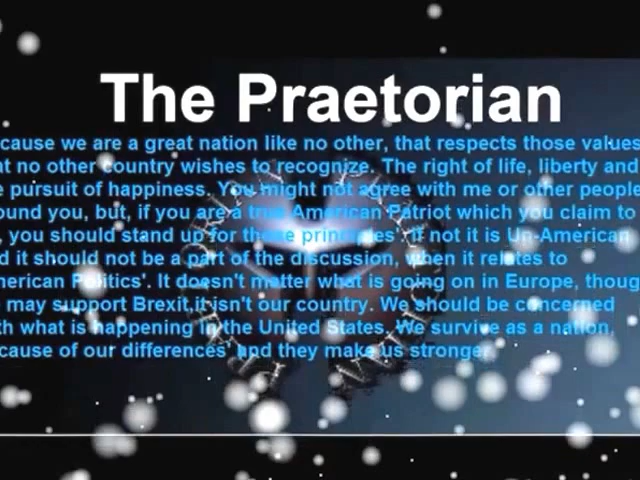 The Praetorian
cause we are a great nation like no other, that respects those values
at no other country wishes to recognize. The right of life, liberty and
e pursuit of happiness. You might not agree with me or other people
ound you, but, if you are a true American Patriot which you claim to
, you should stand up for these principles'. If not it is Un-American
d it should not be a part of the discussion, when it relates to
merican Politics'. It doesn't matter what is going on in Europe, thoug
may support Brexit,it isn't our country. We should be concerned
th what is happening in the United States. We survive as a nation,
cause of our differences' and they make us stronger